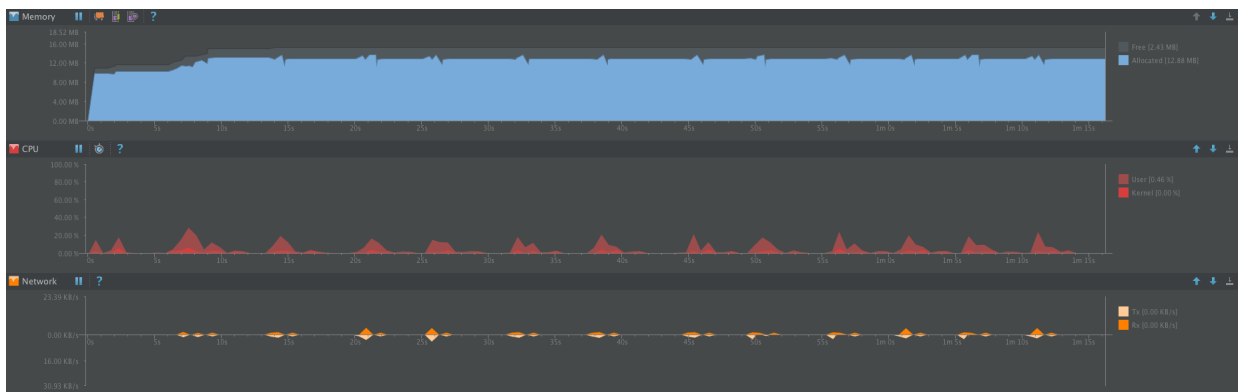 Memory ?
18.52 MB
16.00 MB
12.00 MB
8.00 MB
4.00 MB
0.00 MB
0s 5s 10s 15s 20s 25s 30s 35s 40s 45s 50s 55s 1m 0s 1m 5s 1m 10s 1m 15s
Free [2.43 MB]
Allocated [12.88 MB]
CPU ?
100.00 %
80.00 %
60.00 %
40.00 %
20.00 %
0.00 %
0s 5s 10s 15s 20s 25s 30s 35s 40s 45s 50s 55s 1m 0s 1m 5s 1m 10s 1m 15s
User [0.46 %]
Kernel [0.00 %]
Network ?
23.39 KB/s
0.00 KB/s
16.00 KB/s
30.93 KB/s
0s 5s 10s 15s 20s 25s 30s 35s 40s 45s 50s 55s 1m 0s 1m 5s 1m 10s 1m 15s
Tx [0.00 KB/s]
Rx [0.00 KB/s]